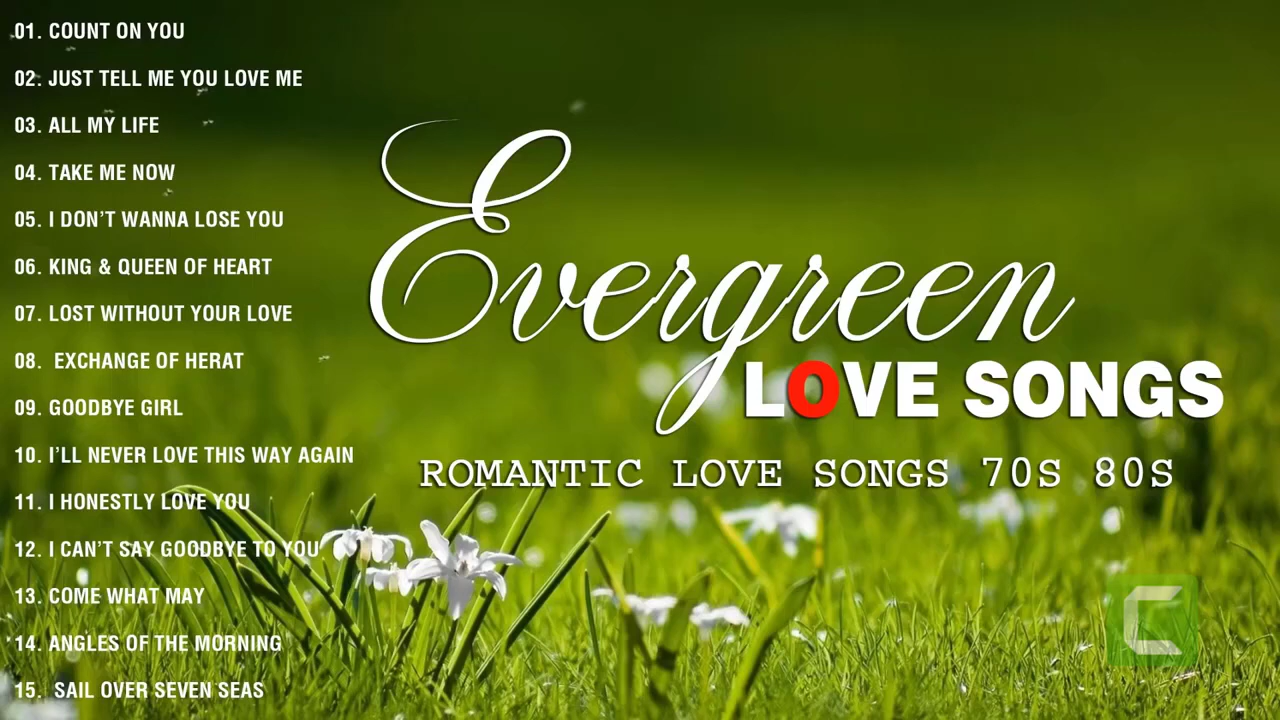 01. COUNT ON YOU
02. JUST TELL ME YOU LOVE ME
03. ALL MY LIFE
04. TAKE ME NOW
05. I DON’T WANNA LOSE YOU
06. KING & QUEEN OF HEART
07. LOST WITHOUT YOUR LOVE
08. EXCHANGE OF HERAT
09. GOODBYE GIRL
10. I’LL NEVER LOVE THIS WAY AGAIN
11. I HONESTLY LOVE YOU
12. I CAN’T SAY GOODBYE TO YOU
13. COME WHAT MAY
14. ANGLES OF THE MORNING
15. SAIL OVER SEVEN SEAS
Evergreen
LOVE SONGS
ROMANTIC LOVE SONGS 70S 80S
C